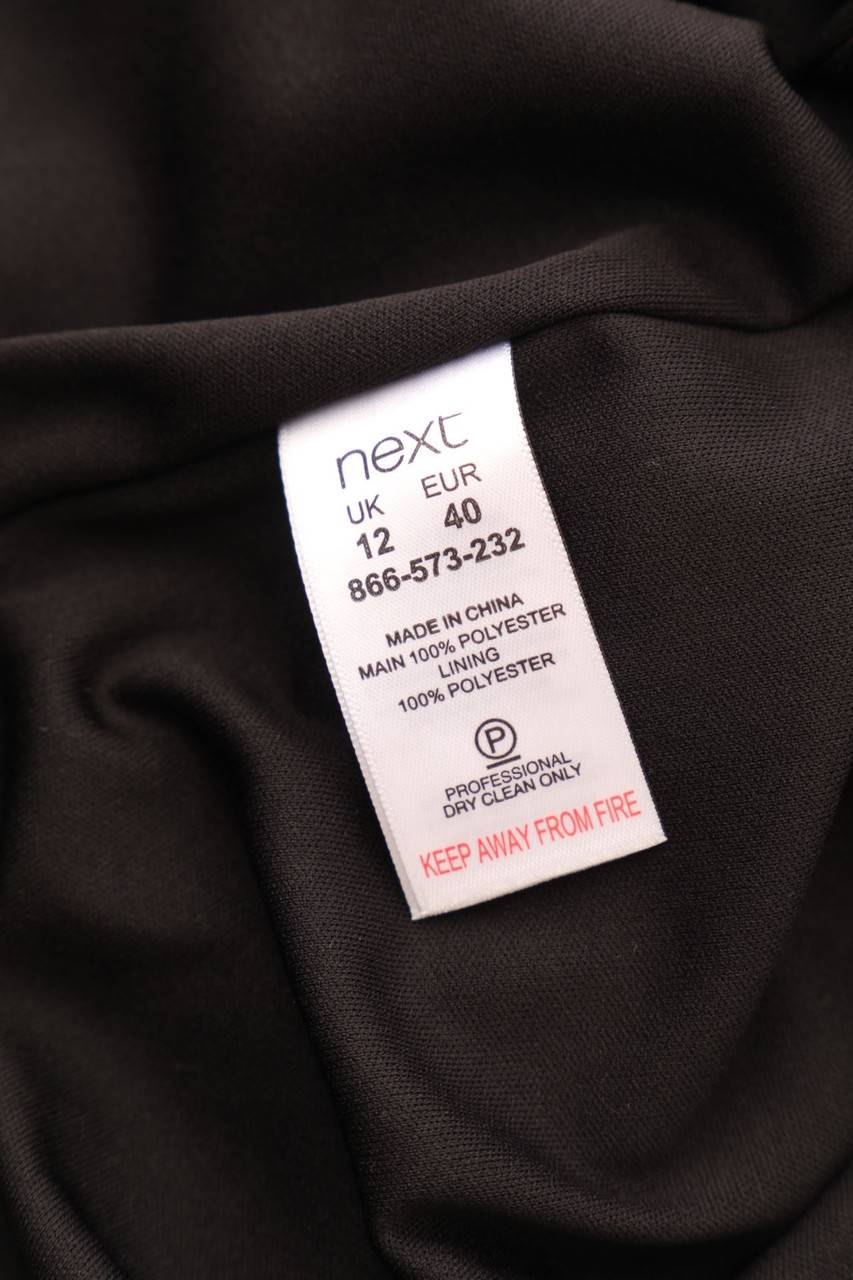 next
UK EUR
12 40
866-573-232
MADE IN CHINA
MAIN 100% POLYESTER
LINING
100% POLYESTER
P
PROFESSIONAL
DRY CLEAN ONLY
KEEP AWAY FROM FIRE